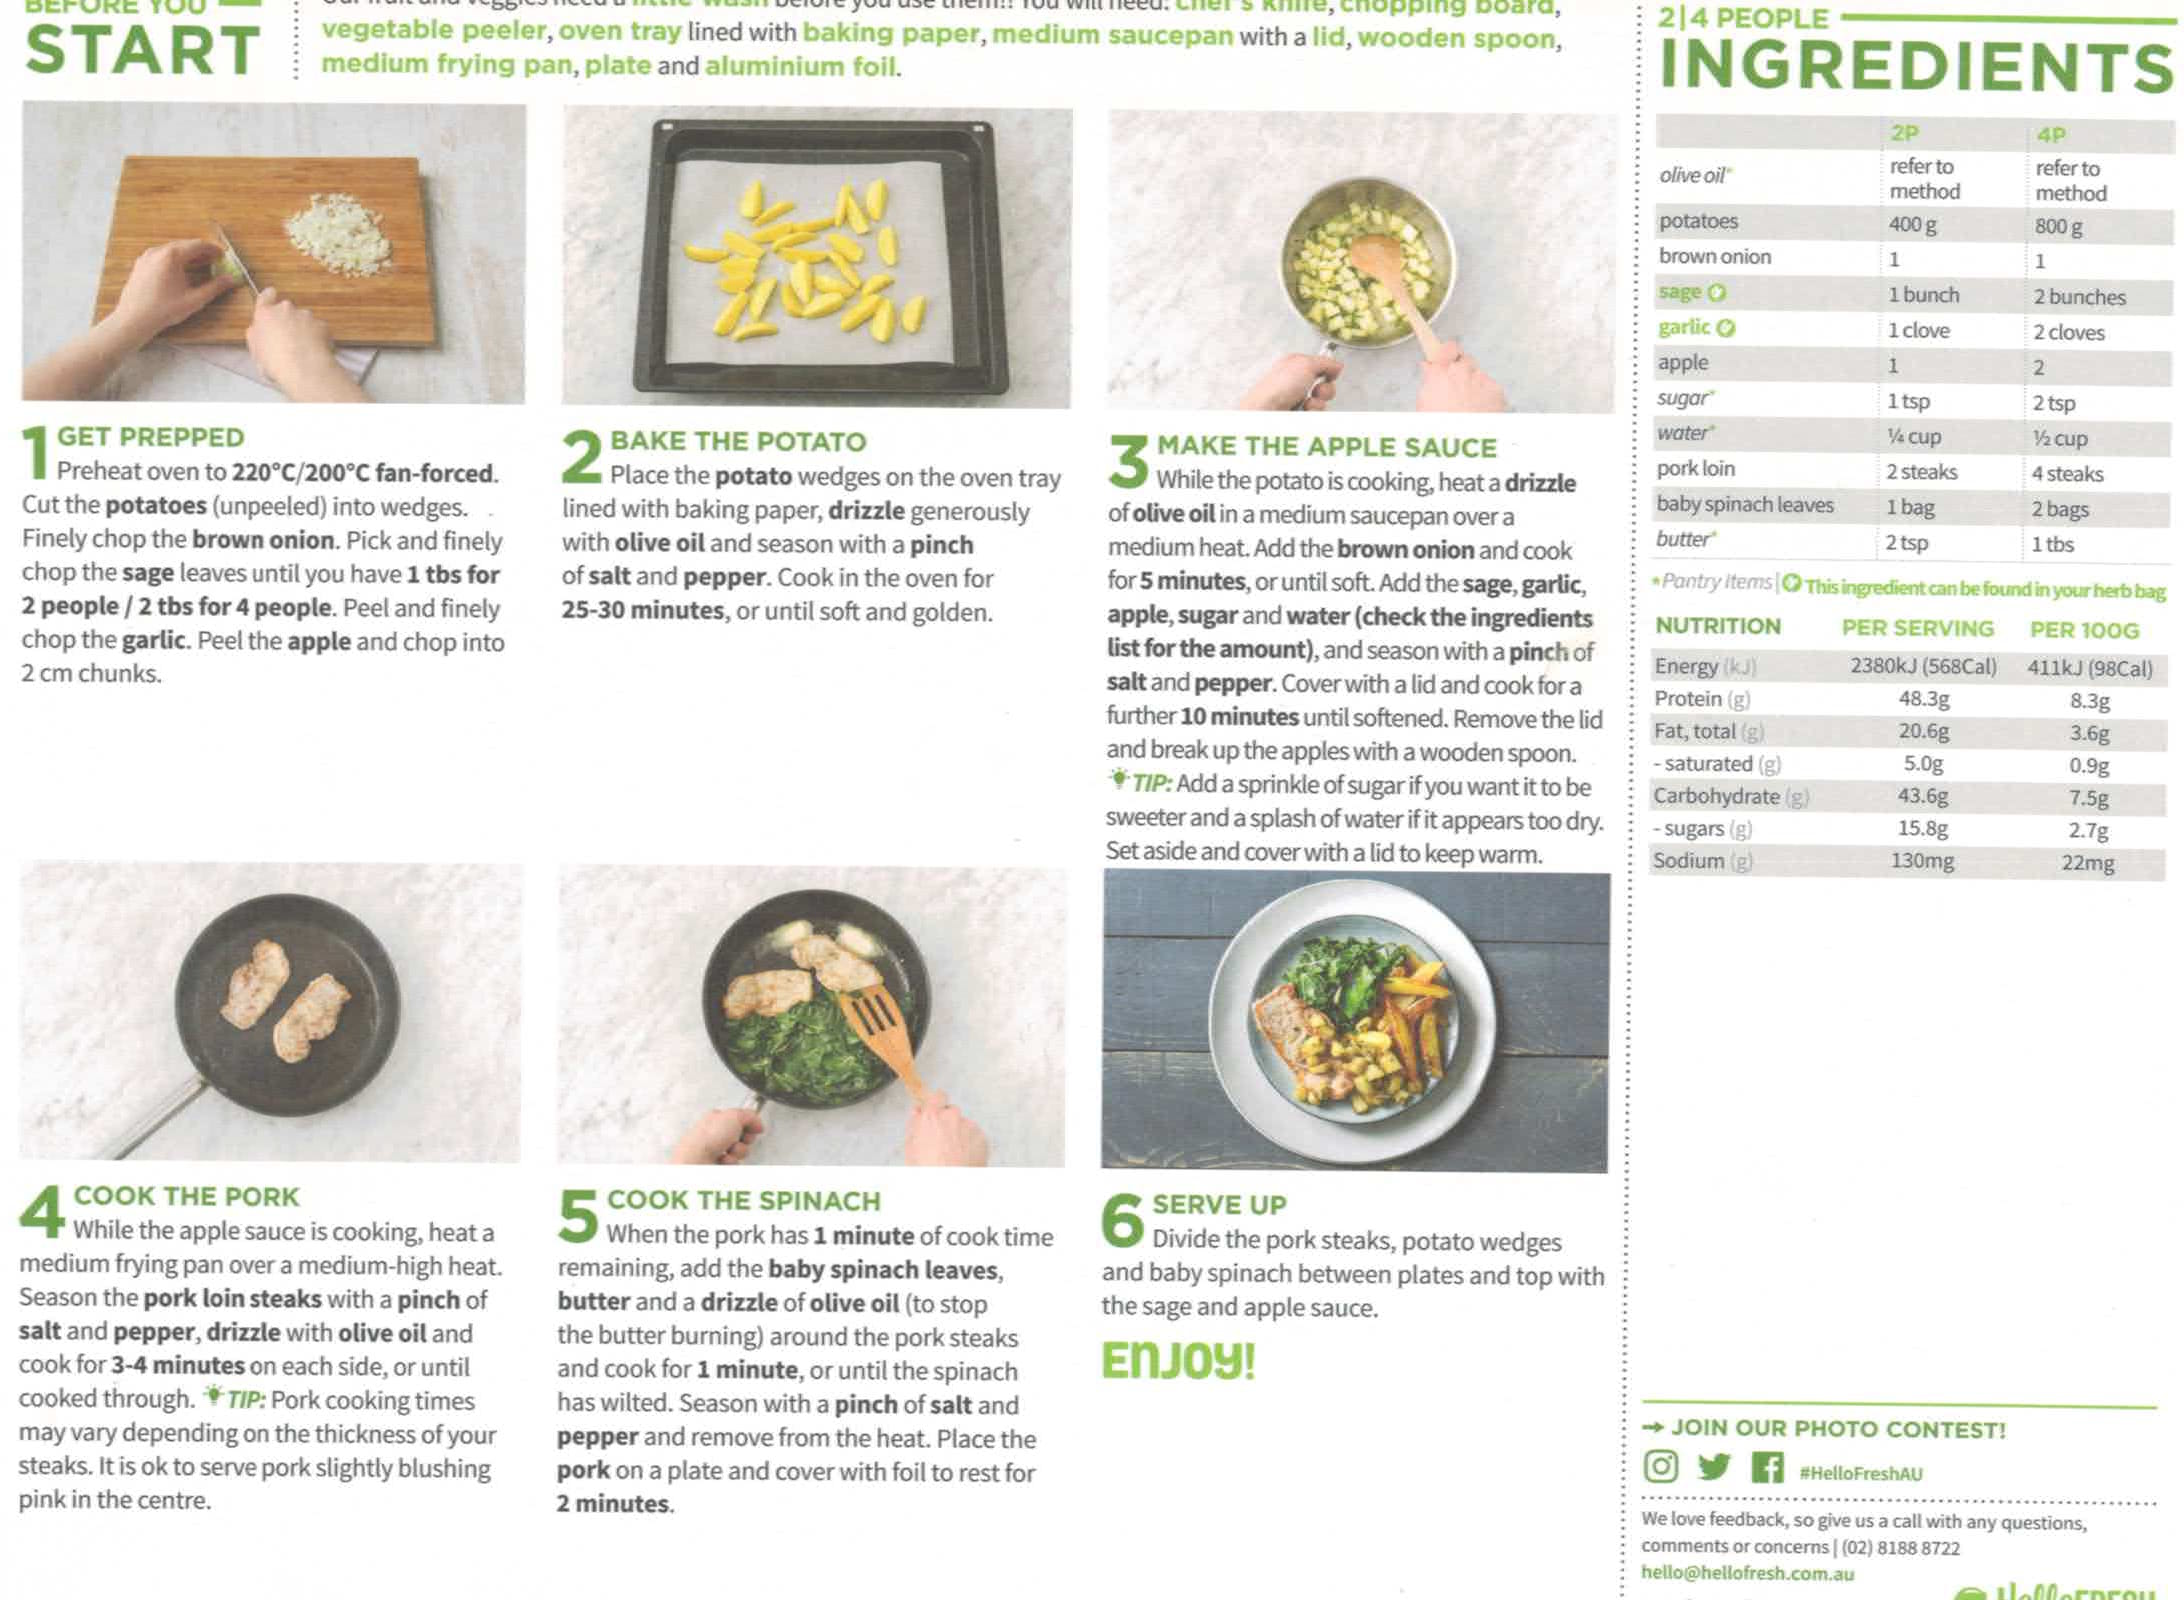 BEFORE YOU
START
Our fruit and veggies need a little wash before you use them!! You will need: chef's knife, chopping board,
vegetable peeler, oven tray lined with baking paper, medium saucepan with a lid, wooden spoon,
medium frying pan, plate and aluminium foil.
1 GET PREPPED
Preheat oven to 220°C/200°C fan-forced.
Cut the potatoes (unpeeled) into wedges.
Finely chop the brown onion. Pick and finely
chop the sage leaves until you have 1 tbs for
2 people / 2 tbs for 4 people. Peel and finely
chop the garlic. Peel the apple and chop into
2 cm chunks.
2 BAKE THE POTATO
Place the potato wedges on the oven tray
lined with baking paper, drizzle generously
with olive oil and season with a pinch
of salt and pepper. Cook in the oven for
25-30 minutes, or until soft and golden.
3 MAKE THE APPLE SAUCE
While the potato is cooking, heat a drizzle
of olive oil in a medium saucepan over a
medium heat. Add the brown onion and cook
for 5 minutes, or until soft. Add the sage, garlic,
apple, sugar and water (check the ingredients
list for the amount), and season with a pinch of
salt and pepper. Cover with a lid and cook for a
further 10 minutes until softened. Remove the lid
and break up the apples with a wooden spoon.
TIP: Add a sprinkle of sugar if you want it to be
sweeter and a splash of water if it appears too dry.
Set aside and cover with a lid to keep warm.
4 COOK THE PORK
While the apple sauce is cooking, heat a
medium frying pan over a medium-high heat.
Season the pork loin steaks with a pinch of
salt and pepper, drizzle with olive oil and
cook for 3-4 minutes on each side, or until
cooked through. TIP: Pork cooking times
may vary depending on the thickness of your
steaks. It is ok to serve pork slightly blushing
pink in the centre.
5 COOK THE SPINACH
When the pork has 1 minute of cook time
remaining, add the baby spinach leaves,
butter and a drizzle of olive oil (to stop
the butter burning) around the pork steaks
and cook for 1 minute, or until the spinach
has wilted. Season with a pinch of salt and
pepper and remove from the heat. Place the
pork on a plate and cover with foil to rest for
2 minutes.
6 SERVE UP
Divide the pork steaks, potato wedges
and baby spinach between plates and top with
the sage and apple sauce.
ENJOY!
2|4 PEOPLE
INGREDIENTS
2P 4P
olive oil* refer to method refer to method
potatoes 400 g 800 g
brown onion 1 1
sage 1 bunch 2 bunches
garlic 1 clove 2 cloves
apple 1 2
sugar* 1 tsp 2 tsp
water* ¼ cup ½ cup
pork loin 2 steaks 4 steaks
baby spinach leaves 1 bag 2 bags
butter* 2 tsp 1 tbs
*Pantry Items | This ingredient can be found in your herb bag
NUTRITION PER SERVING PER 100G
Energy (kJ) 2380kJ (568Cal) 411kJ (98Cal)
Protein (g) 48.3g 8.3g
Fat, total (g) 20.6g 3.6g
- saturated (g) 5.0g 0.9g
Carbohydrate (g) 43.6g 7.5g
- sugars (g) 15.8g 2.7g
Sodium (g) 130mg 22mg
→ JOIN OUR PHOTO CONTEST!
#HelloFreshAU
We love feedback, so give us a call with any questions,
comments or concerns | (02) 8188 8722
hello@hellofresh.com.au
HelloFRESH